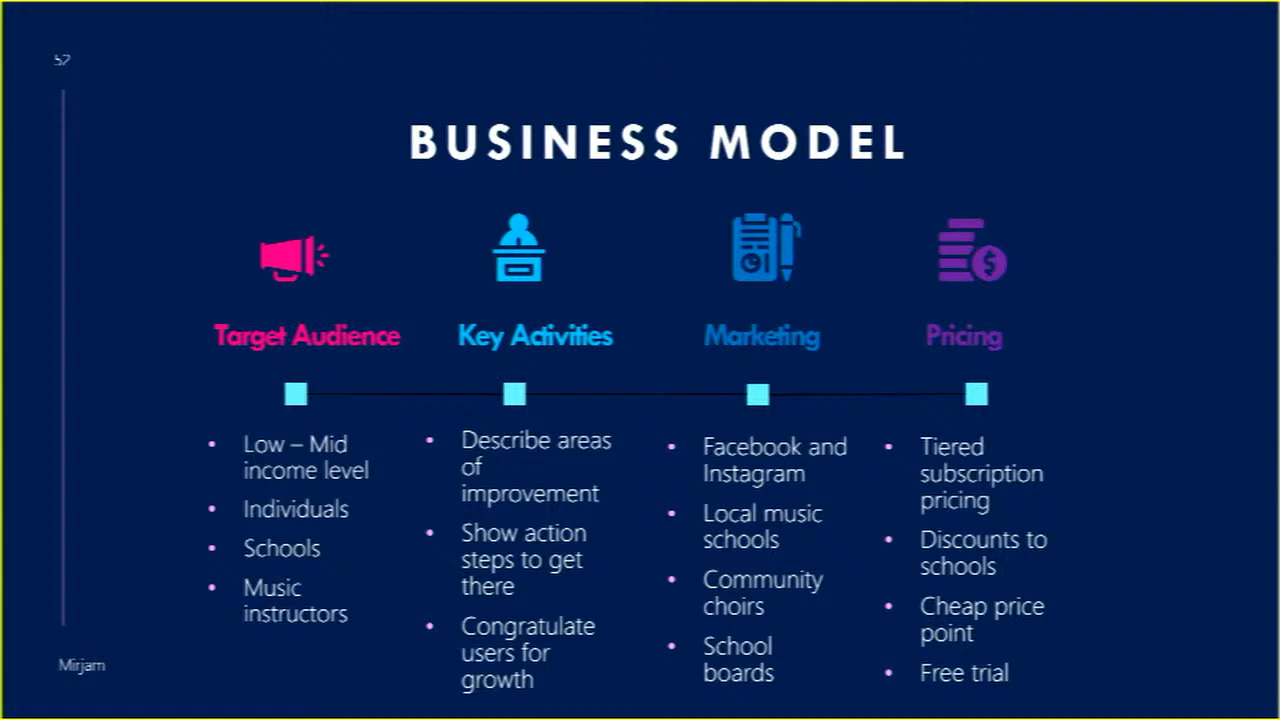 52
BUSINESS MODEL
Target Audience
Key Activities
Marketing
Pricing
• Low – Mid
income level
• Individuals
• Schools
• Music
instructors
• Describe areas
of
improvement
• Show action
steps to get
there
• Congratulate
users for
growth
• Facebook and
Instagram
• Local music
schools
• Community
choirs
• School
boards
• Tiered
subscription
pricing
• Discounts to
schools
• Cheap price
point
• Free trial
Mirjam